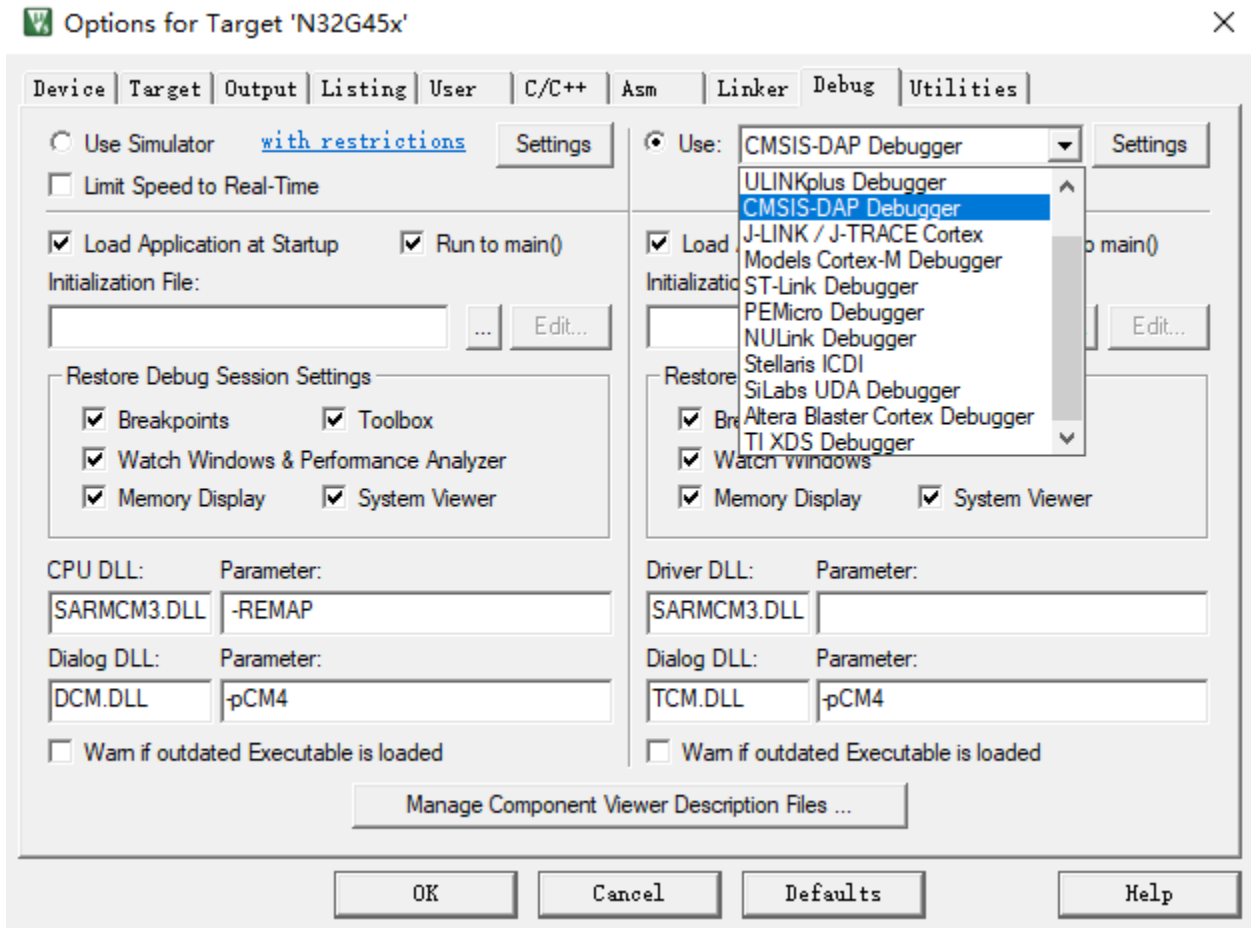 Options for Target 'N32G45x'
Device Target Output Listing User C/C++ Asm Linker Debug Utilities
Use Simulator with restrictions Settings
Limit Speed to Real-Time
Load Application at Startup Run to main()
Initialization File:
... Edit...
Restore Debug Session Settings
Breakpoints Toolbox
Watch Windows & Performance Analyzer
Memory Display System Viewer
CPU DLL: Parameter:
SARMCM3.DLL -REMAP
Dialog DLL: Parameter:
DCM.DLL -pCM4
Warn if outdated Executable is loaded
Use: CMSIS-DAP Debugger Settings
ULINKplus Debugger
CMSIS-DAP Debugger
J-LINK / J-TRACE Cortex
Models Cortex-M Debugger
ST-Link Debugger
PEMicro Debugger
NULink Debugger
Stellaris ICDI
SiLabs UDA Debugger
Altera Blaster Cortex Debugger
TI XDS Debugger
Load main()
Edit...
Restore
Watch Windows
Memory Display System Viewer
Driver DLL: Parameter:
SARMCM3.DLL
Dialog DLL: Parameter:
TCM.DLL -pCM4
Warn if outdated Executable is loaded
Manage Component Viewer Description Files ...
OK Cancel Defaults Help